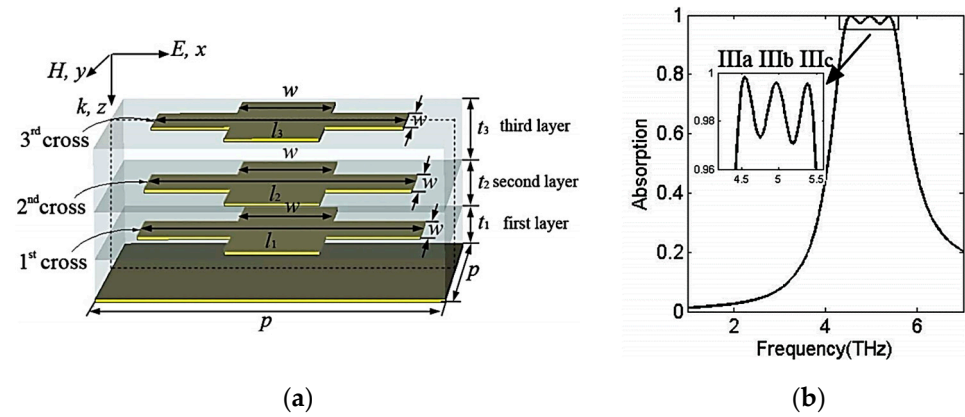 E, x
H, y
k, z
w
3rd cross
l3
w
t3 third layer
w
2nd cross
l2
w
t2 second layer
w
1st cross
l1
w
t1 first layer
p
p
(a)
Absorption
1
0.8
0.6
0.4
0.2
0
2
4
6
Frequency(THz)
IIIa IIIb IIIc
1
0.98
0.96
4.5
5
5.5
(b)